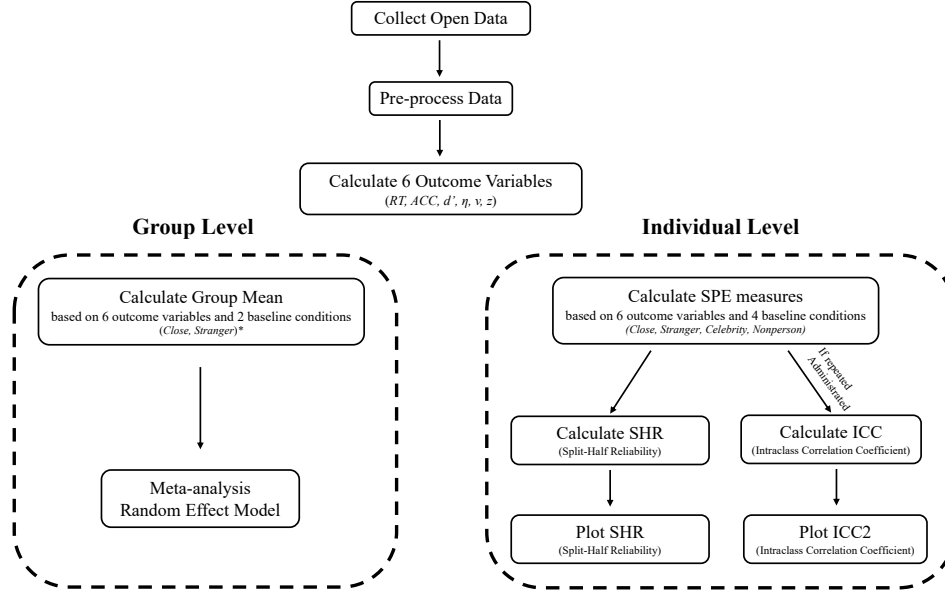 Collect Open Data
Pre-process Data
Calculate 6 Outcome Variables
(RT, ACC, d’, η, v, z)
Group Level
Calculate Group Mean
based on 6 outcome variables and 2 baseline conditions
(Close, Stranger)*
Meta-analysis
Random Effect Model
Individual Level
Calculate SPE measures
based on 6 outcome variables and 4 baseline conditions
(Close, Stranger, Celebrity, Nonperson)
If repeated
Administrated
Calculate SHR
(Split-Half Reliability)
Calculate ICC
(Intraclass Correlation Coefficient)
Plot SHR
(Split-Half Reliability)
Plot ICC2
(Intraclass Correlation Coefficient)